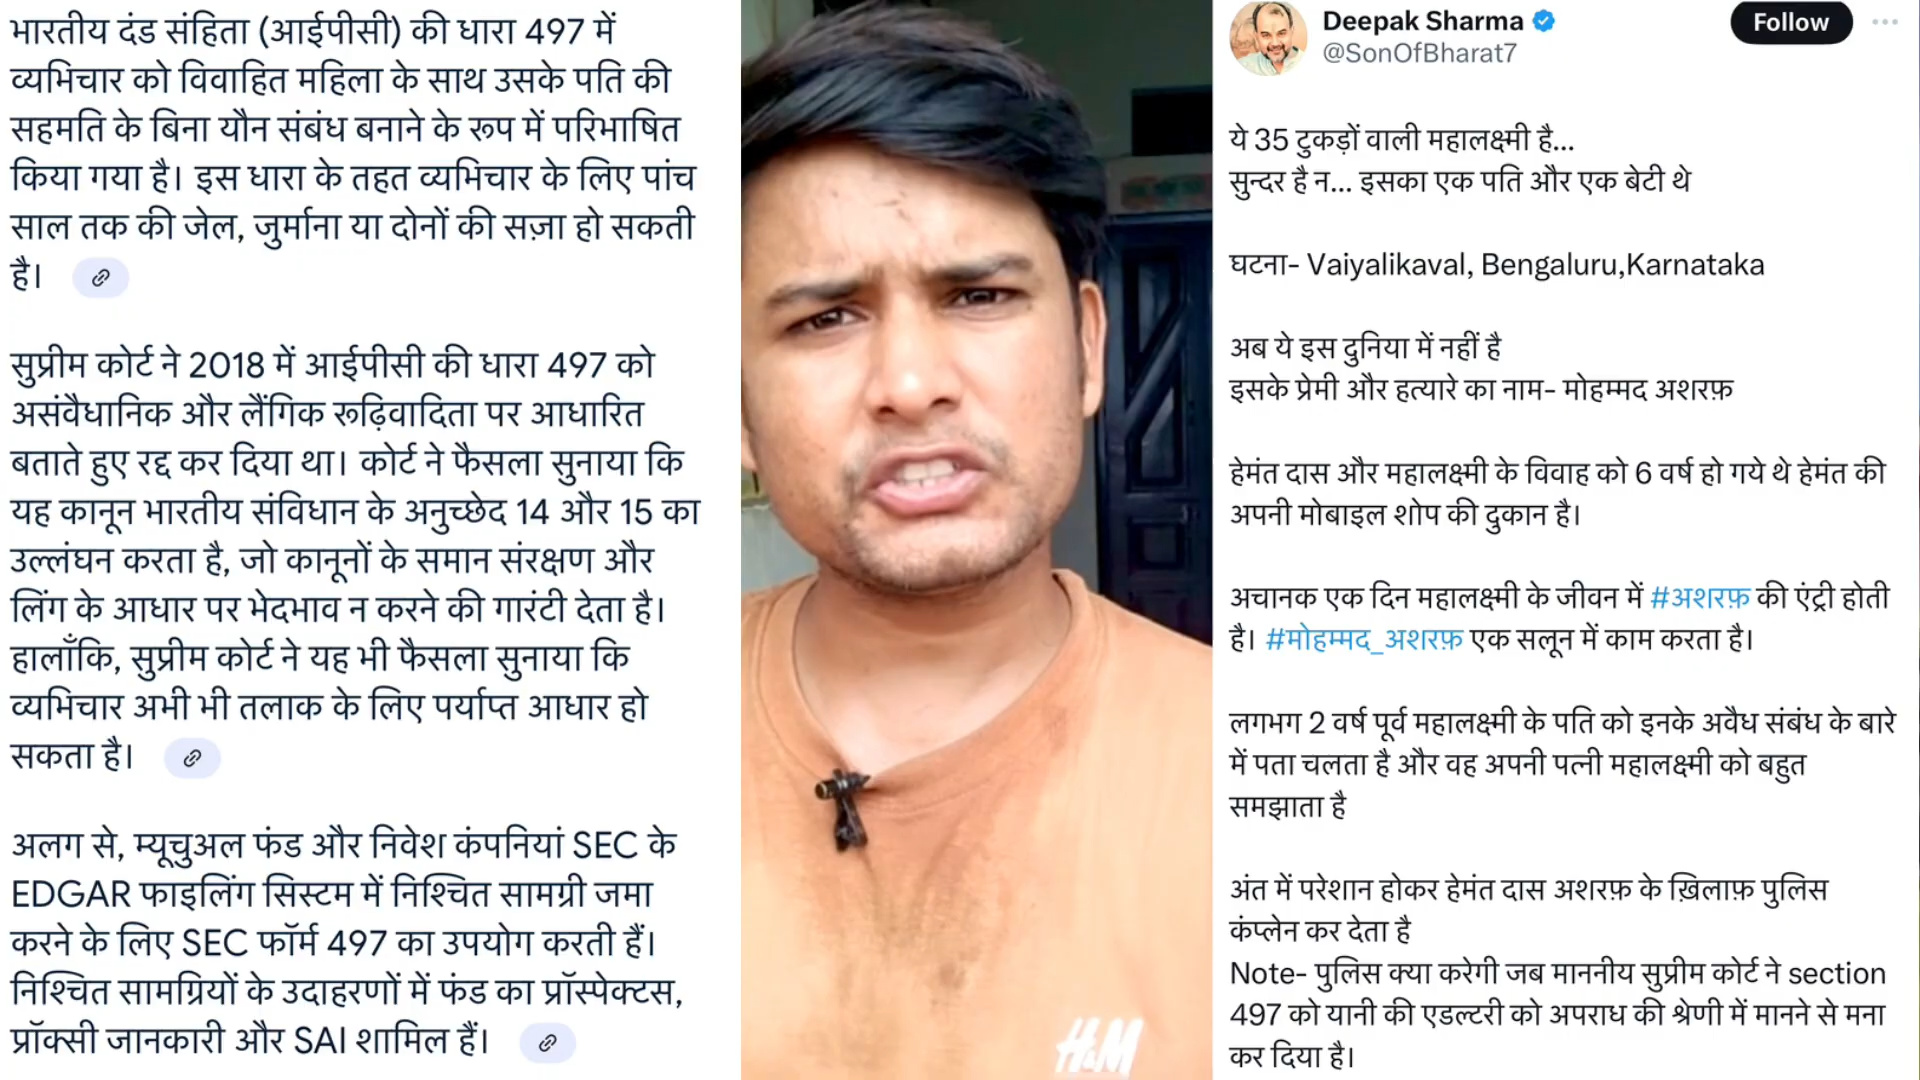 भारतीय दंड संहिता (आईपीसी) की धारा 497 में
व्यभिचार को विवाहित महिला के साथ उसके पति की
सहमति के बिना यौन संबंध बनाने के रूप में परिभाषित
किया गया है। इस धारा के तहत व्यभिचार के लिए पांच
साल तक की जेल, जुर्माना या दोनों की सज़ा हो सकती
है।
सुप्रीम कोर्ट ने 2018 में आईपीसी की धारा 497 को
असंवैधानिक और लैंगिक रूढ़िवादिता पर आधारित
बताते हुए रद्द कर दिया था। कोर्ट ने फैसला सुनाया कि
यह कानून भारतीय संविधान के अनुच्छेद 14 और 15 का
उल्लंघन करता है, जो कानूनों के समान संरक्षण और
लिंग के आधार पर भेदभाव न करने की गारंटी देता है।
हालाँकि, सुप्रीम कोर्ट ने यह भी फैसला सुनाया कि
व्यभिचार अभी भी तलाक के लिए पर्याप्त आधार हो
सकता है।
अलग से, म्यूचुअल फंड और निवेश कंपनियां SEC के
EDGAR फाइलिंग सिस्टम में निश्चित सामग्री जमा
करने के लिए SEC फॉर्म 497 का उपयोग करती हैं।
निश्चित सामग्रियों के उदाहरणों में फंड का प्रॉस्पेक्टस,
प्रॉक्सी जानकारी और SAI शामिल हैं।
H&M
Deepak Sharma
Follow
@SonOfBharat7
ये 35 टुकड़ों वाली महालक्ष्मी है...
सुन्दर है न... इसका एक पति और एक बेटी थे
घटना- Vaiyalikaval, Bengaluru,Karnataka
अब ये इस दुनिया में नहीं है
इसके प्रेमी और हत्यारे का नाम- मोहम्मद अशरफ़
हेमंत दास और महालक्ष्मी के विवाह को 6 वर्ष हो गये थे हेमंत की
अपनी मोबाइल शोप की दुकान है।
अचानक एक दिन महालक्ष्मी के जीवन में #अशरफ़ की एंट्री होती
है। #मोहम्मद_अशरफ़ एक सलून में काम करता है।
लगभग 2 वर्ष पूर्व महालक्ष्मी के पति को इनके अवैध संबंध के बारे
में पता चलता है और वह अपनी पत्नी महालक्ष्मी को बहुत
समझाता है
अंत में परेशान होकर हेमंत दास अशरफ़ के ख़िलाफ़ पुलिस
कंप्लेन कर देता है
Note- पुलिस क्या करेगी जब माननीय सुप्रीम कोर्ट ने section
497 को यानी की एडल्टरी को अपराध की श्रेणी में मानने से मना
कर दिया है।